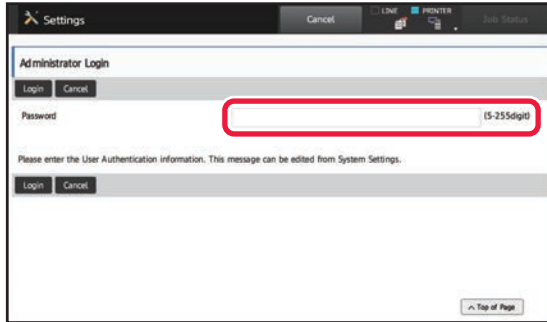 Settings
Cancel
LINE
PRINTER
Job Status
Administrator Login
Login Cancel
Password (5-255digit)
Please enter the User Authentication information. This message can be edited from System Settings.
Login Cancel
Top of Page